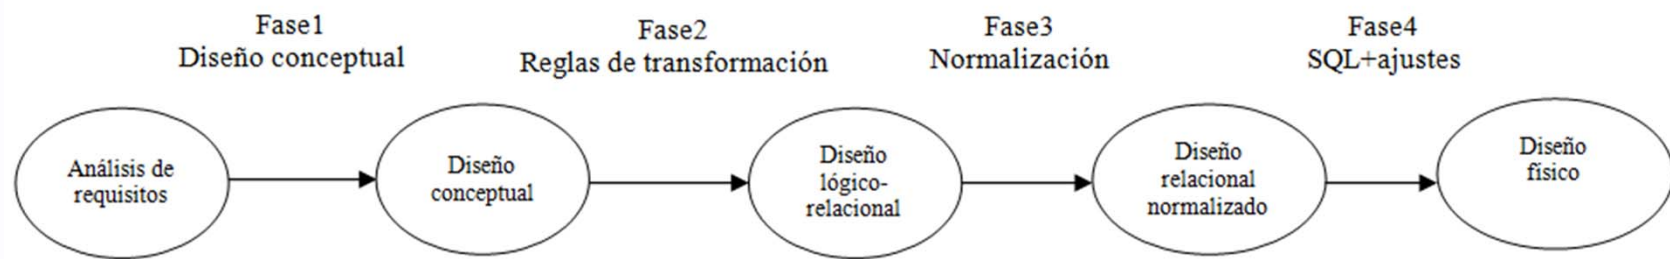 Fase1
Diseño conceptual
Fase2
Reglas de transformación
Fase3
Normalización
Fase4
SQL+ajustes
Análisis de
requisitos
Diseño
conceptual
Diseño
lógico-
relacional
Diseño
relacional
normalizado
Diseño
físico